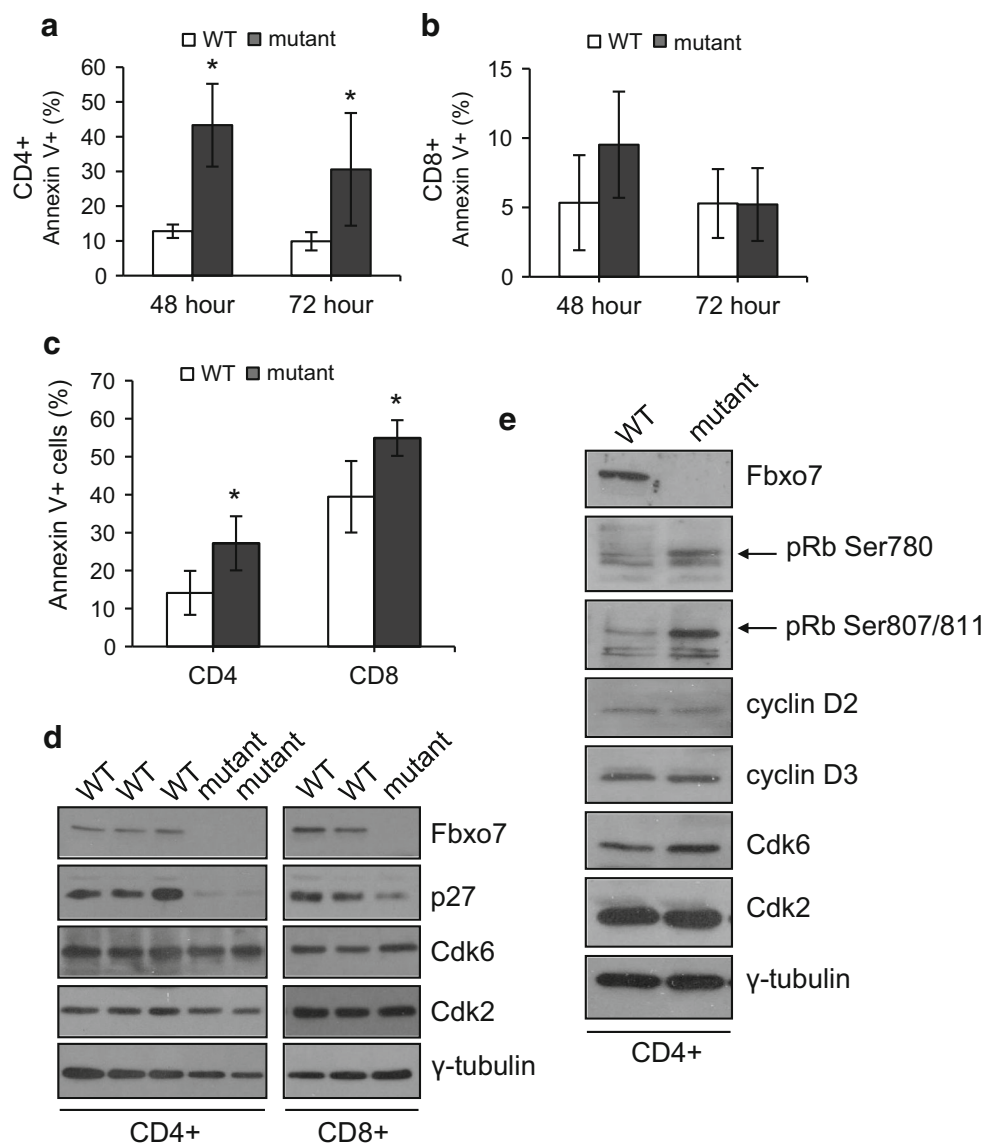 a
WT mutant
CD4+
Annexin V+ (%)
60
50
40
30
20
10
0
* *
48 hour 72 hour
b
WT mutant
CD8+
Annexin V+ (%)
15
10
5
0
48 hour 72 hour
c
WT mutant
Annexin V+ cells (%)
70
60
50
40
30
20
10
0
* *
CD4 CD8
d
WT WT WT mutant mutant WT WT mutant
Fbxo7
p27
Cdk6
Cdk2
γ-tubulin
CD4+ CD8+
e
WT mutant
Fbxo7
pRb Ser780
pRb Ser807/811
cyclin D2
cyclin D3
Cdk6
Cdk2
γ-tubulin
CD4+